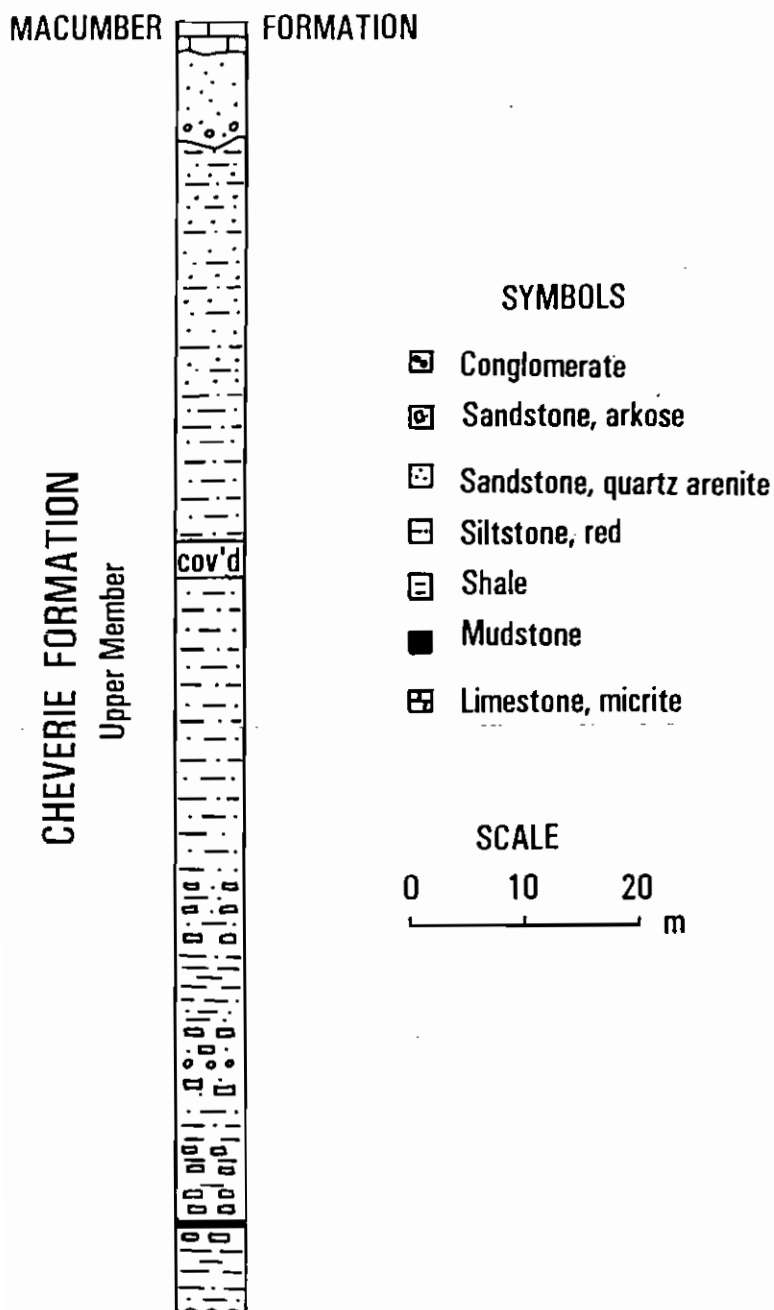 MACUMBER FORMATION
CHEVERIE FORMATION
Upper Member
cov'd
SYMBOLS
Conglomerate
Sandstone, arkose
Sandstone, quartz arenite
Siltstone, red
Shale
Mudstone
Limestone, micrite
SCALE
0 10 20
m